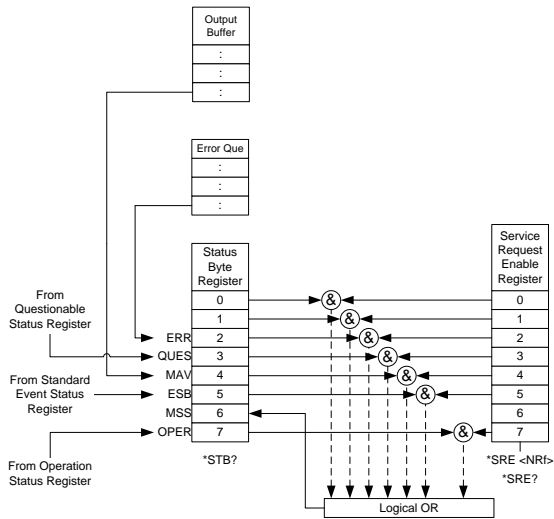 Output
Buffer
:
:
:
Error Que
:
:
:
Status
Byte
Register
Service
Request
Enable
Register
0 & 0
1 & 1
ERR 2 & 2
QUES 3 & 3
MAV 4 & 4
ESB 5 & 5
MSS 6 6
OPER 7 & 7
From
Questionable
Status Register
From Standard
Event Status
Register
From Operation
Status Register
*STB?
*SRE <NRf>
*SRE?
Logical OR